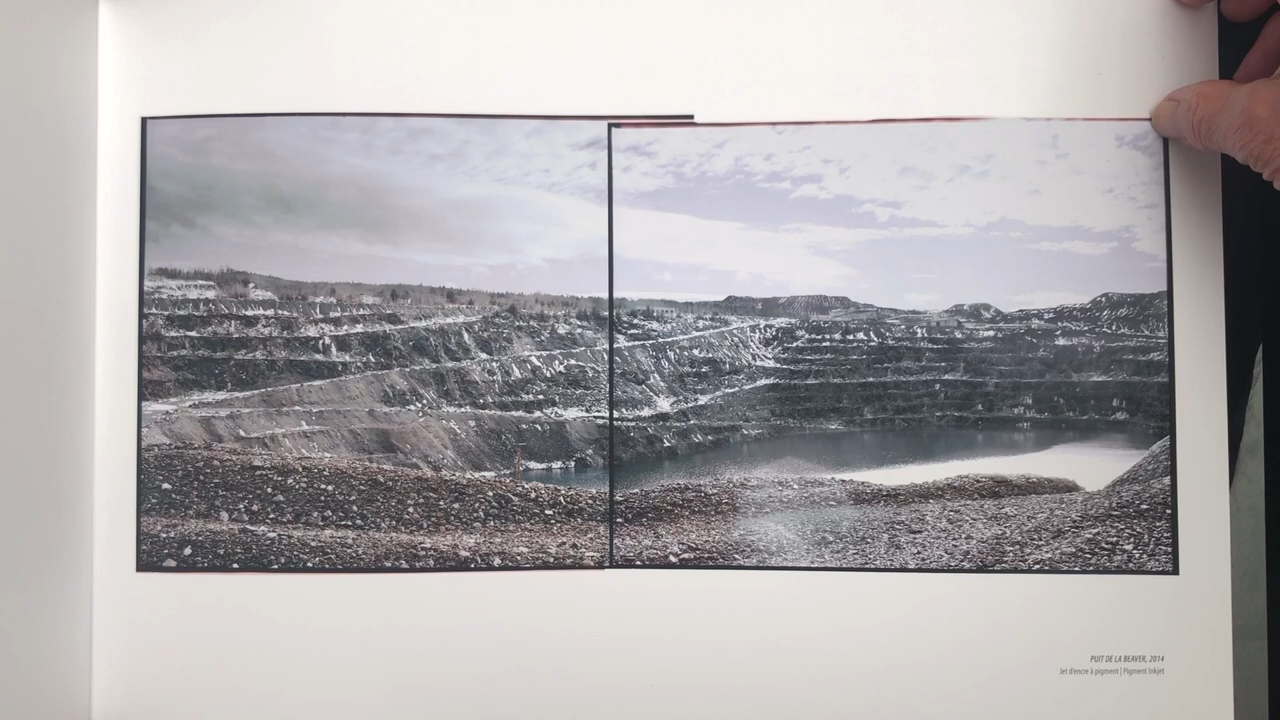 PUIT DE LA BEAVER, 2014
Jet d'encre à pigment | Pigment Inkjet